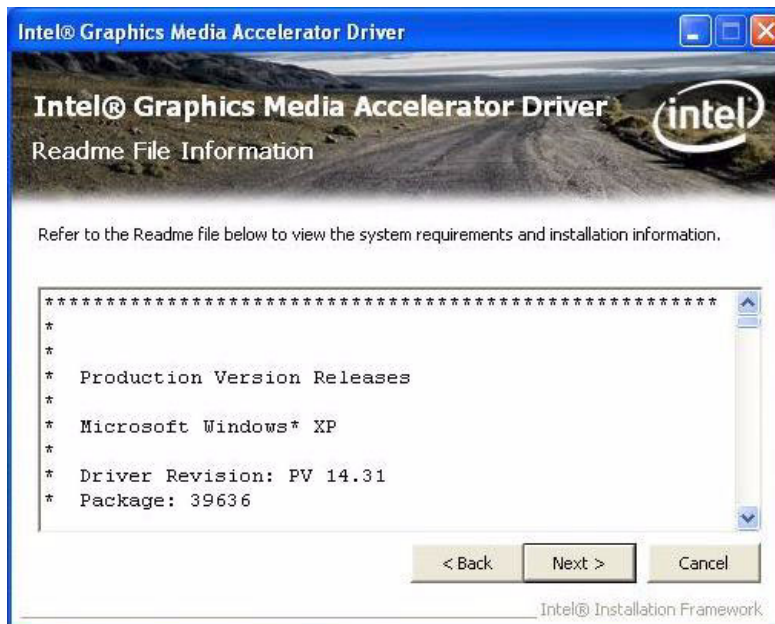 Intel® Graphics Media Accelerator Driver
Intel® Graphics Media Accelerator Driver
intel
Readme File Information
Refer to the Readme file below to view the system requirements and installation information.
*******************************************************
*
*
* Production Version Releases
*
* Microsoft Windows* XP
*
* Driver Revision: PV 14.31
* Package: 39636
< Back
Next >
Cancel
Intel® Installation Framework